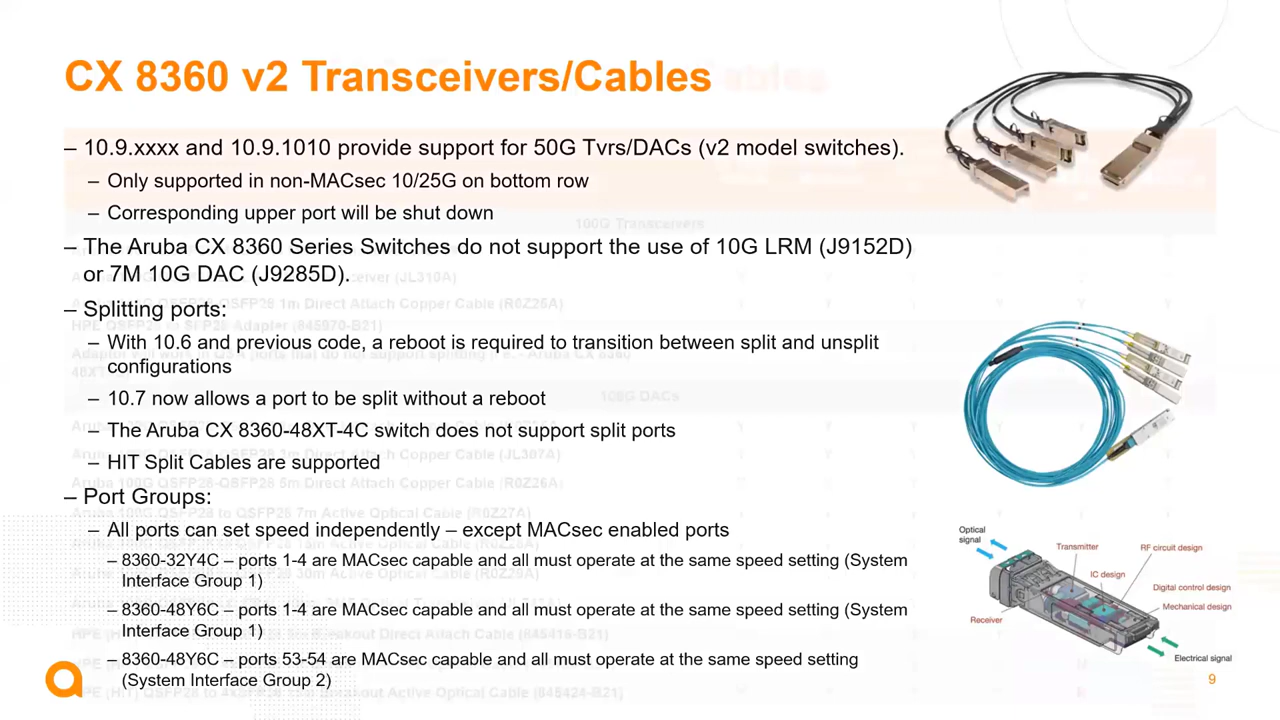 CX 8360 v2 Transceivers/Cables
– 10.9.xxxx and 10.9.1010 provide support for 50G Tvrs/DACs (v2 model switches).
– Only supported in non-MACsec 10/25G on bottom row
– Corresponding upper port will be shut down
100G Transceivers
– The Aruba CX 8360 Series Switches do not support the use of 10G LRM (J9152D)
or 7M 10G DAC (J9285D).
– Splitting ports:
– With 10.6 and previous code, a reboot is required to transition between split and unsplit
configurations
– 10.7 now allows a port to be split without a reboot
– The Aruba CX 8360-48XT-4C switch does not support split ports
– HIT Split Cables are supported
– Port Groups:
– All ports can set speed independently – except MACsec enabled ports
– 8360-32Y4C – ports 1-4 are MACsec capable and all must operate at the same speed setting (System
Interface Group 1)
– 8360-48Y6C – ports 1-4 are MACsec capable and all must operate at the same speed setting (System
Interface Group 1)
– 8360-48Y6C – ports 53-54 are MACsec capable and all must operate at the same speed setting
(System Interface Group 2)
Optical
signal
Transmitter
RF circuit design
IC design
Digital control design
Mechanical design
Receiver
Electrical signal
9